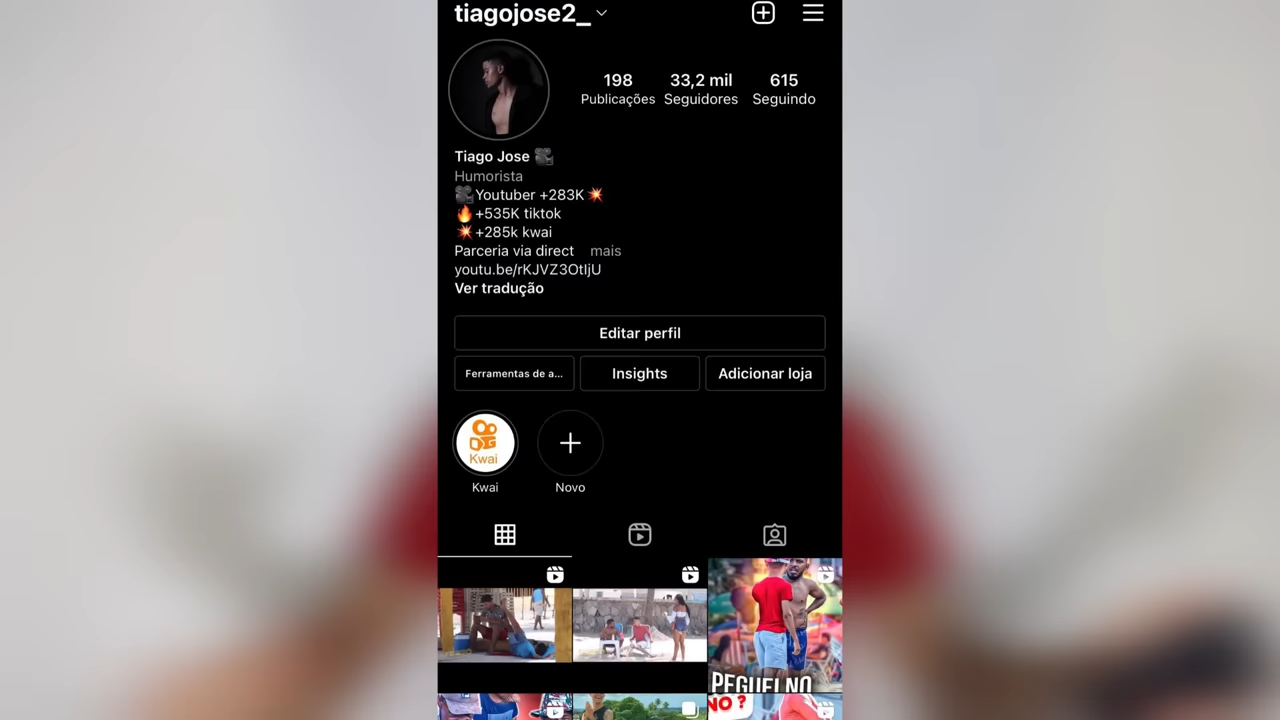 tiagojose2_
198 33,2 mil 615
Publicações Seguidores Seguindo
Tiago Jose
Humorista
Youtuber +283K
+535K tiktok
+285k kwai
Parceria via direct mais
youtu.be/rKJVZ3OtIjU
Ver tradução
Editar perfil
Ferramentas de a... Insights Adicionar loja
Kwai
Kwai Novo
PEGUEI NO
NO ?